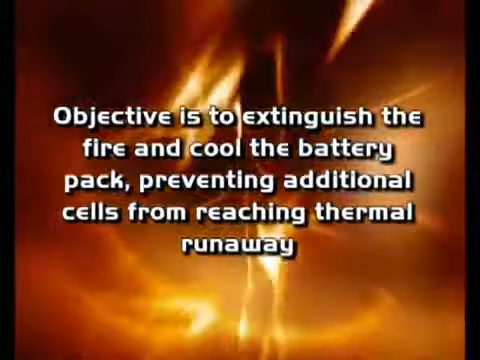 Objective is to extinguish the
fire and cool the battery
pack, preventing additional
cells from reaching thermal
runaway